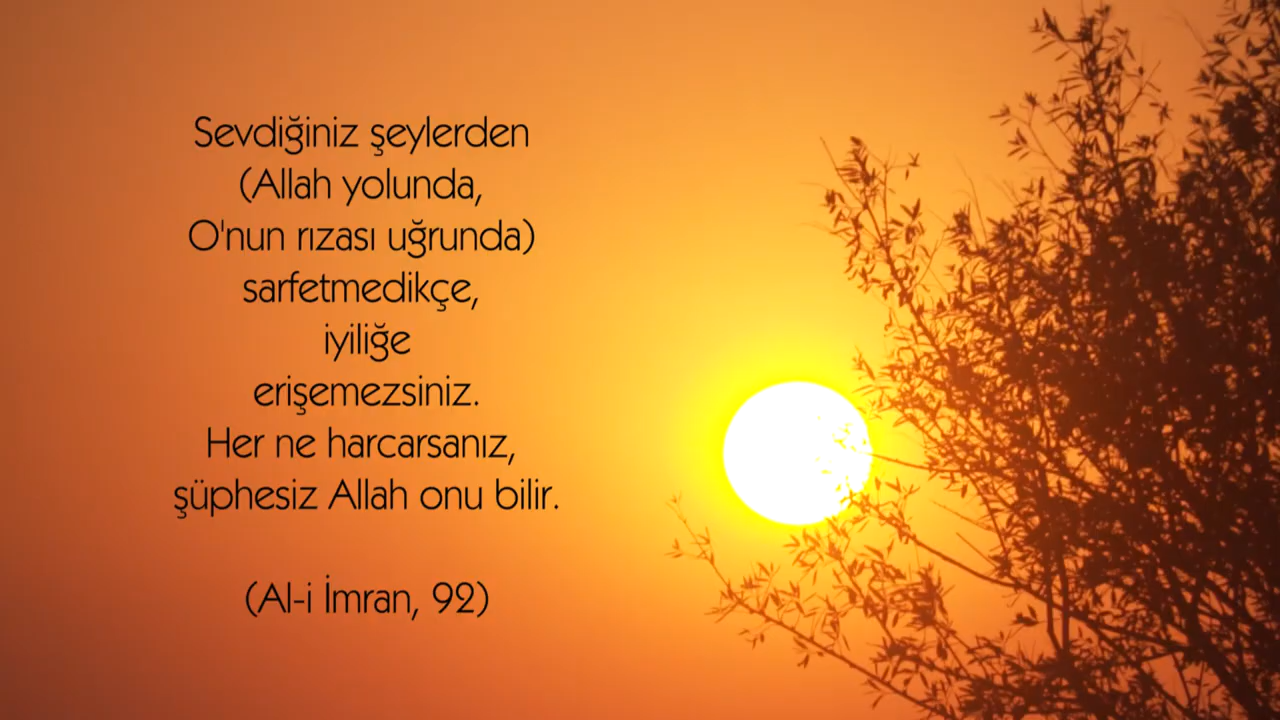 Sevdiğiniz şeylerden
(Allah yolunda,
O'nun rızası uğrunda)
sarfetmedikçe,
iyiliğe
erişemezsiniz.
Her ne harcarsanız,
şüphesiz Allah onu bilir.
(Al-i İmran, 92)